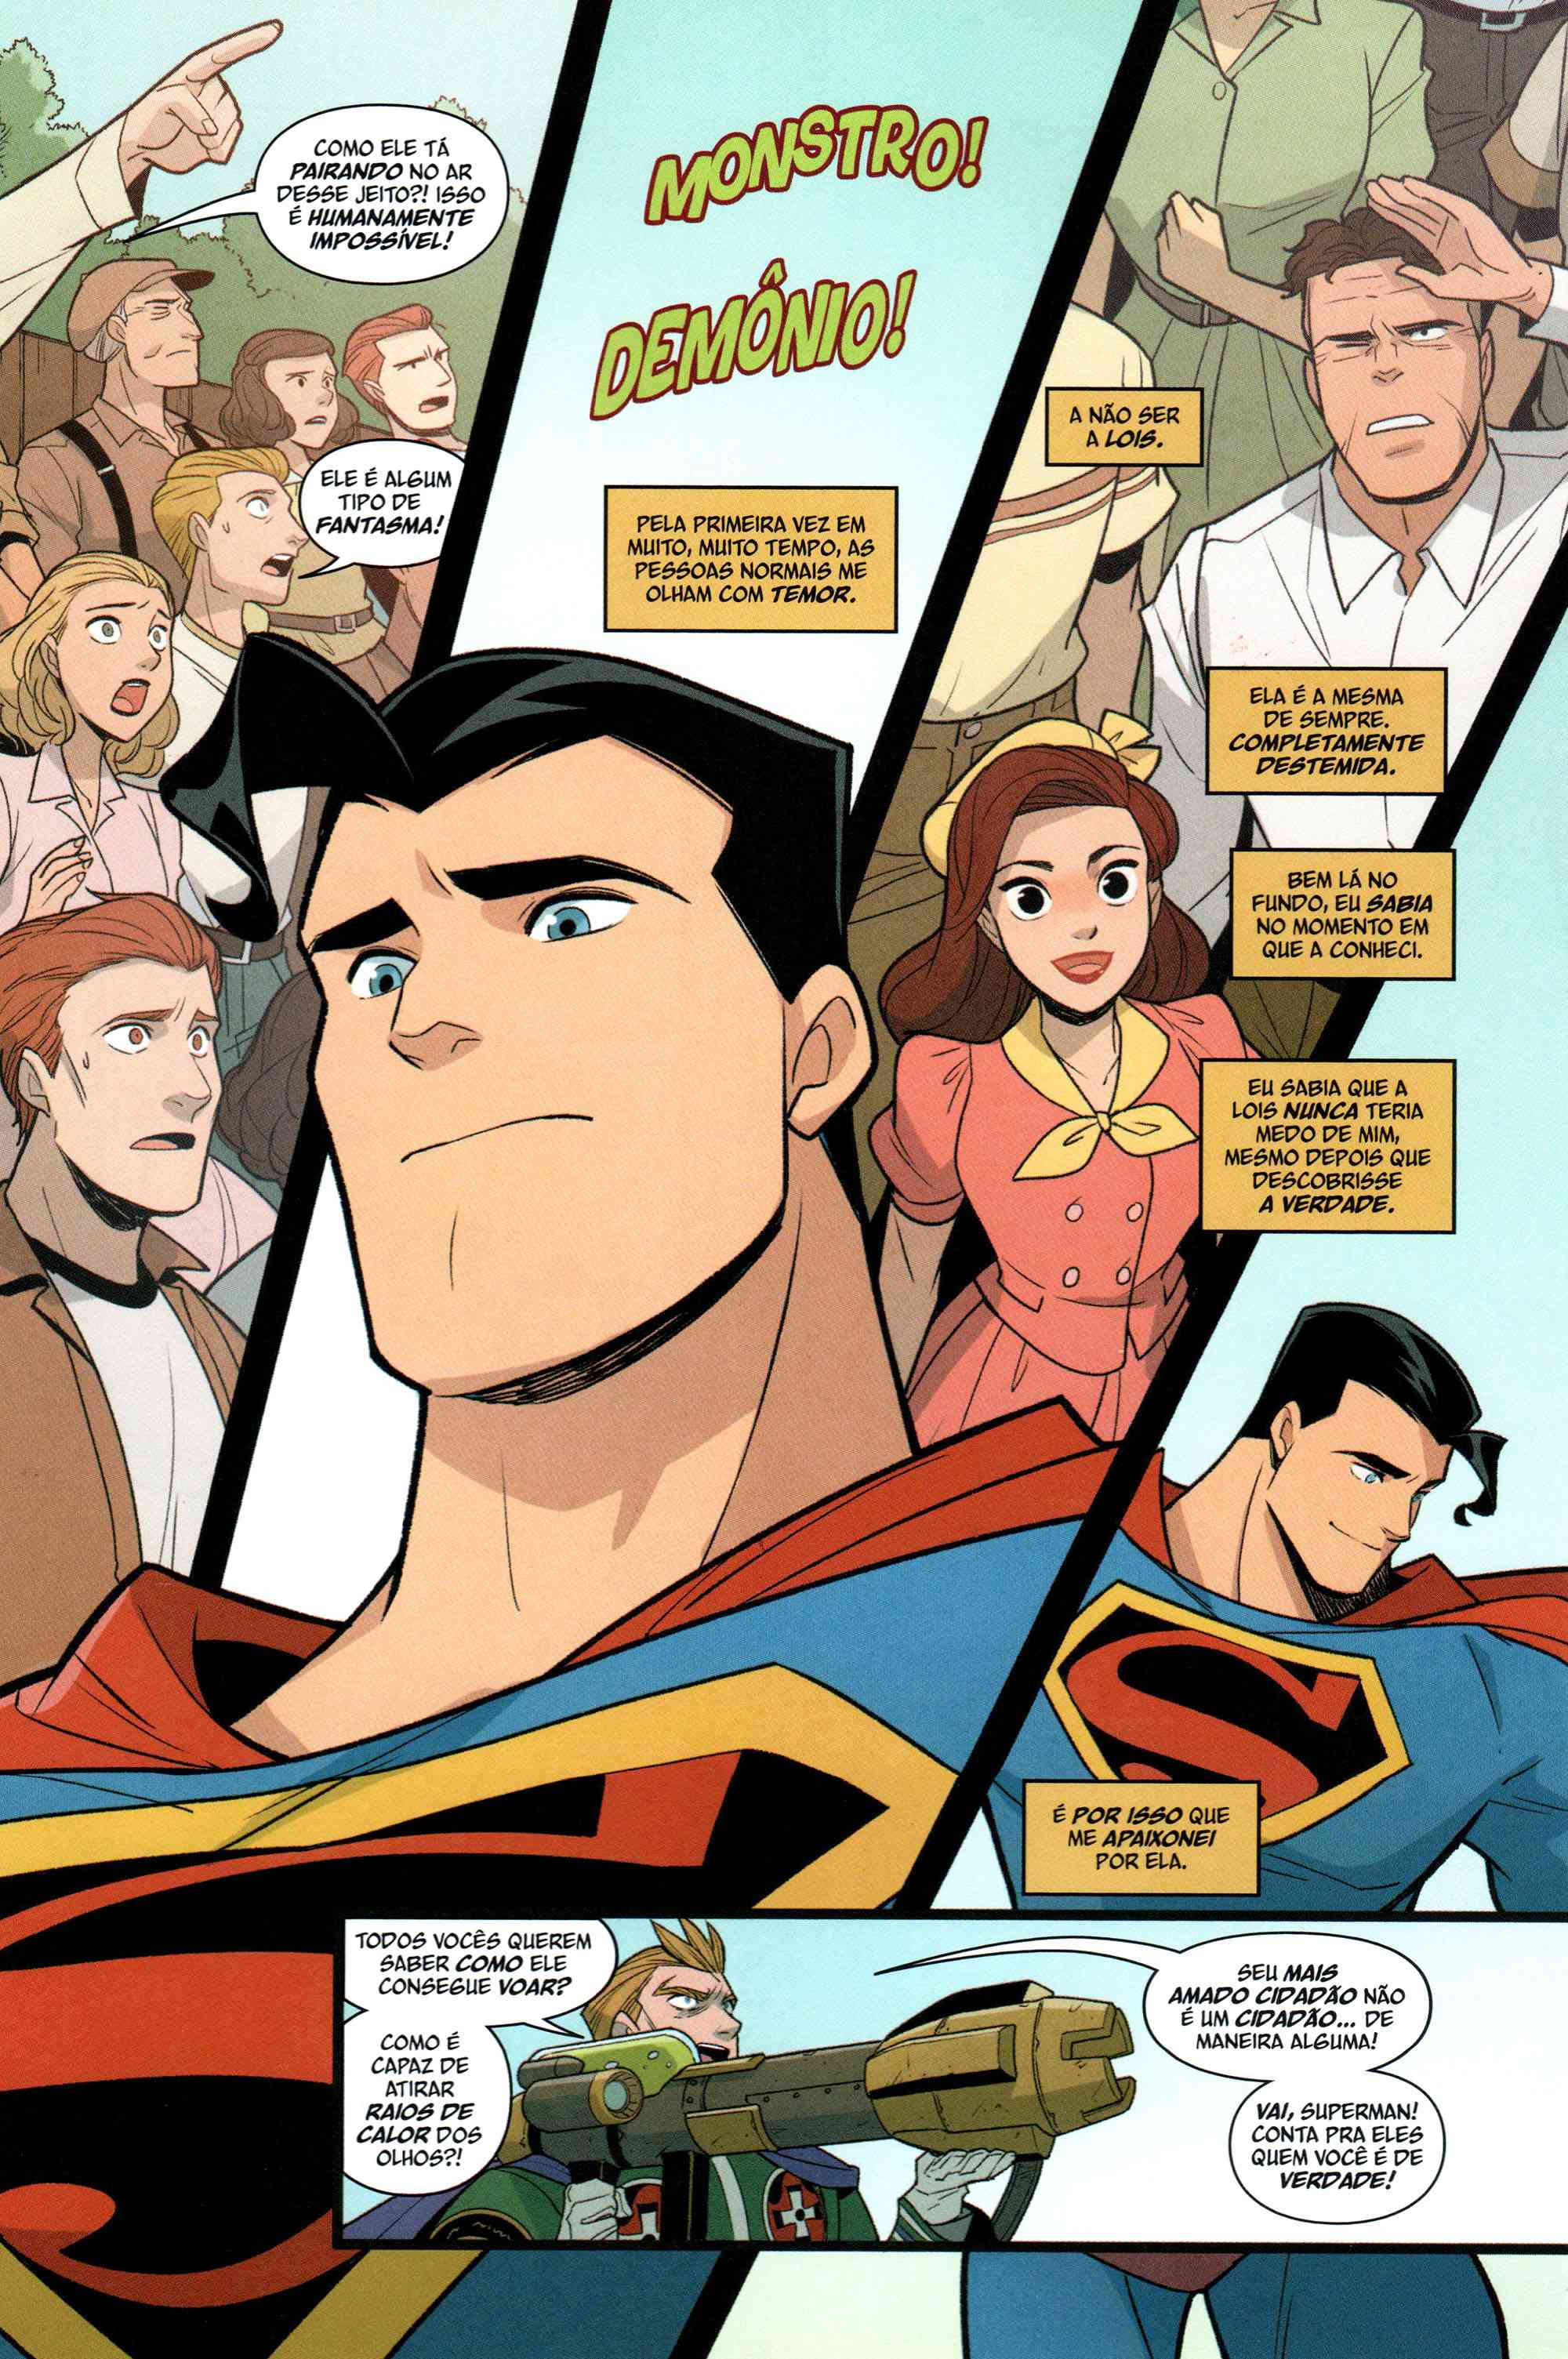 COMO ELE TÁ
PAIRANDO NO AR
DESSE JEITO?! ISSO
É HUMANAMENTE
IMPOSSÍVEL!
ELE É ALGUM
TIPO DE
FANTASMA!
MONSTRO!
DEMÔNIO!
PELA PRIMEIRA VEZ EM
MUITO, MUITO TEMPO, AS
PESSOAS NORMAIS ME
OLHAM COM TEMOR.
A NÃO SER
A LOIS.
ELA É A MESMA
DE SEMPRE.
COMPLETAMENTE
DESTEMIDA.
BEM LÁ NO
FUNDO, EU SABIA
NO MOMENTO EM
QUE A CONHECI.
EU SABIA QUE A
LOIS NUNCA TERIA
MEDO DE MIM,
MESMO DEPOIS QUE
DESCOBRISSE
A VERDADE.
É POR ISSO QUE
ME APAIXONEI
POR ELA.
TODOS VOCÊS QUEREM
SABER COMO ELE
CONSEGUE VOAR?
COMO É
CAPAZ DE
ATIRAR
RAIOS DE
CALOR DOS
OLHOS?!
SEU MAIS
AMADO CIDADÃO NÃO
É UM CIDADÃO... DE
MANEIRA ALGUMA!
VAI, SUPERMAN!
CONTA PRA ELES
QUEM VOCÊ É DE
VERDADE!